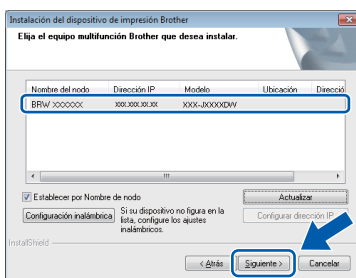 Instalación del dispositivo de impresión Brother
Elija el equipo multifunción Brother que desea instalar.
Nombre del nodo Dirección IP Modelo Ubicación Direcció
BRW XXXXXX XXX.XXX.XX.XX XXX-JXXXXDW
Establecer por Nombre de nodo
Actualizar
Configuración inalámbrica
Si su dispositivo no figura en la
lista, configure los ajustes
inalámbricos.
Configurar dirección IP
InstallShield
< Atrás Siguiente > Cancelar